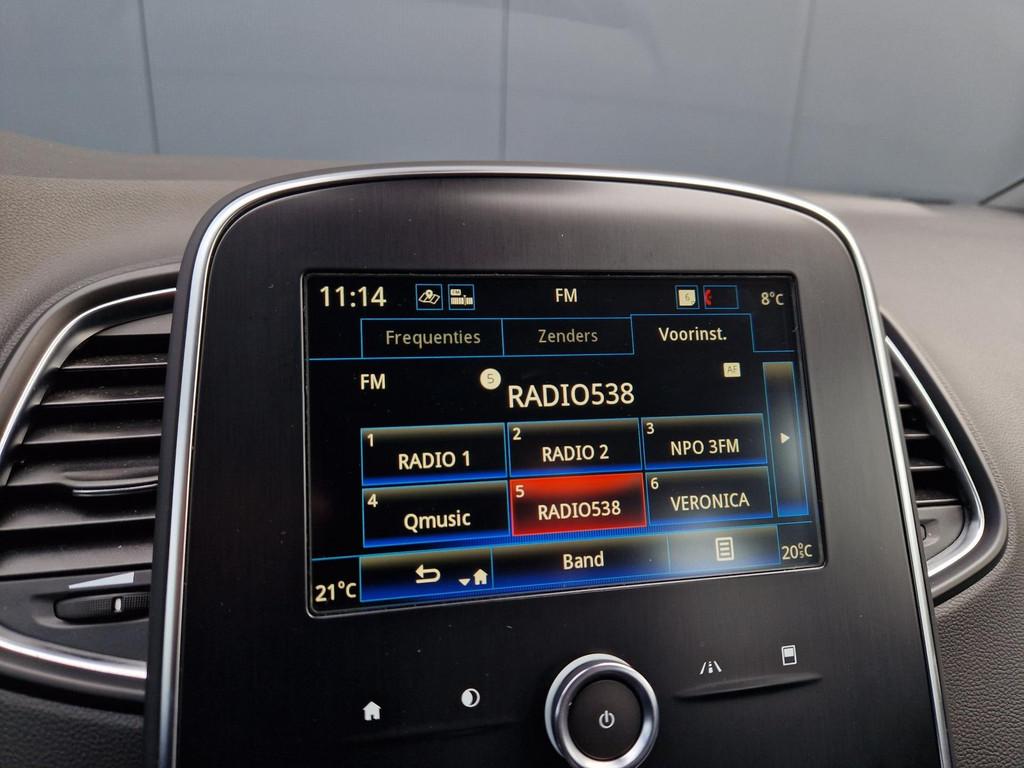 11:14 FM 6 8°C
Frequenties Zenders Voorinst.
FM 5 RADIO538 AF
1 RADIO 1
2 RADIO 2
3 NPO 3FM
4 Qmusic
5 RADIO538
6 VERONICA
21°C Band 20°C